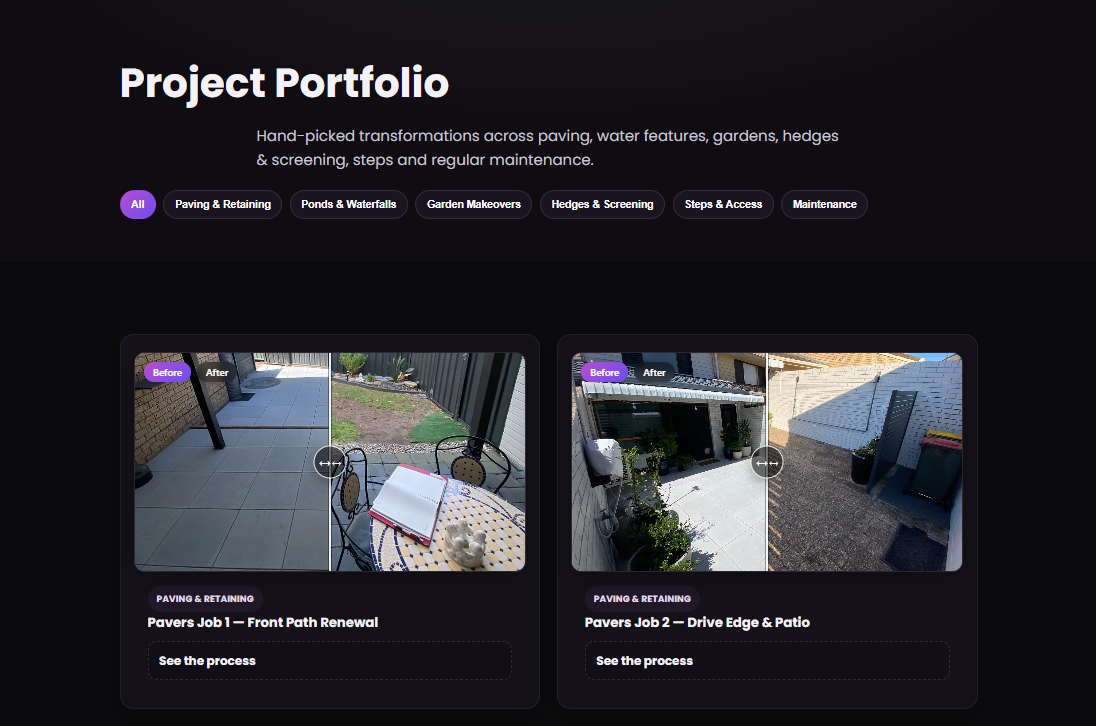 Project Portfolio
Hand-picked transformations across paving, water features, gardens, hedges
& screening, steps and regular maintenance.
All
Paving & Retaining
Ponds & Waterfalls
Garden Makeovers
Hedges & Screening
Steps & Access
Maintenance
Before
After
Before
After
PAVING & RETAINING
Pavers Job 1 — Front Path Renewal
See the process
PAVING & RETAINING
Pavers Job 2 — Drive Edge & Patio
See the process